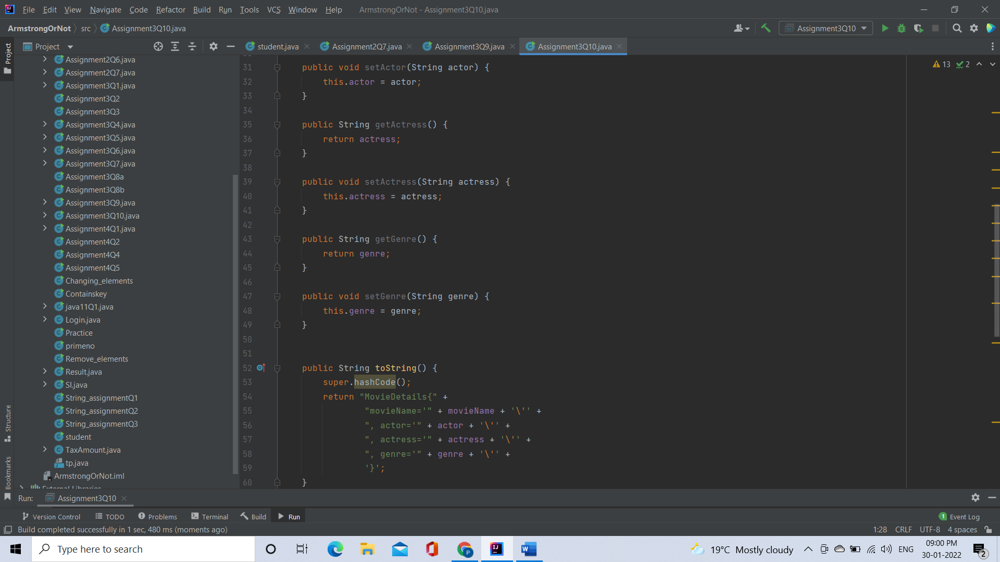 File Edit View Navigate Code Refactor Build Run Tools VCS Window Help ArmstrongOrNot - Assignment3Q10.java
ArmstrongOrNot src Assignment3Q10.java Assignment3Q10
Project
student.java Assignment2Q7.java Assignment3Q9.java Assignment3Q10.java
Project
Assignment2Q6.java
Assignment2Q7.java
Assignment3Q1.java
Assignment3Q2
Assignment3Q3
Assignment3Q4.java
Assignment3Q5.java
Assignment3Q6.java
Assignment3Q7.java
Assignment3Q8a
Assignment3Q8b
Assignment3Q9.java
Assignment3Q10.java
Assignment4Q1.java
Assignment4Q2
Assignment4Q4
Assignment4Q5
Changing_elements
Containskey
java11Q1.java
Login.java
Practice
primeno
Remove_elements
Result.java
SI.java
String_assignmentQ1
String_assignmentQ2
String_assignmentQ3
student
TaxAmount.java
tp.java
ArmstrongOrNot.iml
External Libraries
Structure
Bookmarks
13 2
31 public void setActor(String actor) {
32 this.actor = actor;
33 }
34
35 public String getActress() {
36 return actress;
37 }
38
39 public void setActress(String actress) {
40 this.actress = actress;
41 }
42
43 public String getGenre() {
44 return genre;
45 }
46
47 public void setGenre(String genre) {
48 this.genre = genre;
49 }
50
51
52 public String toString() {
53 super.hashCode();
54 return "MovieDetails{" +
55 "movieName='" + movieName + '\'' +
56 ", actor='" + actor + '\'' +
57 ", actress='" + actress + '\'' +
58 ", genre='" + genre + '\'' +
59 '}';
60 }
Run: Assignment3Q10
Version Control TODO Problems Terminal Build Run 1 Event Log
Build completed successfully in 1 sec, 480 ms (moments ago) 1:28 CRLF UTF-8 4 spaces
Type here to search
19°C Mostly cloudy ENG
09:00 PM
30-01-2022
2